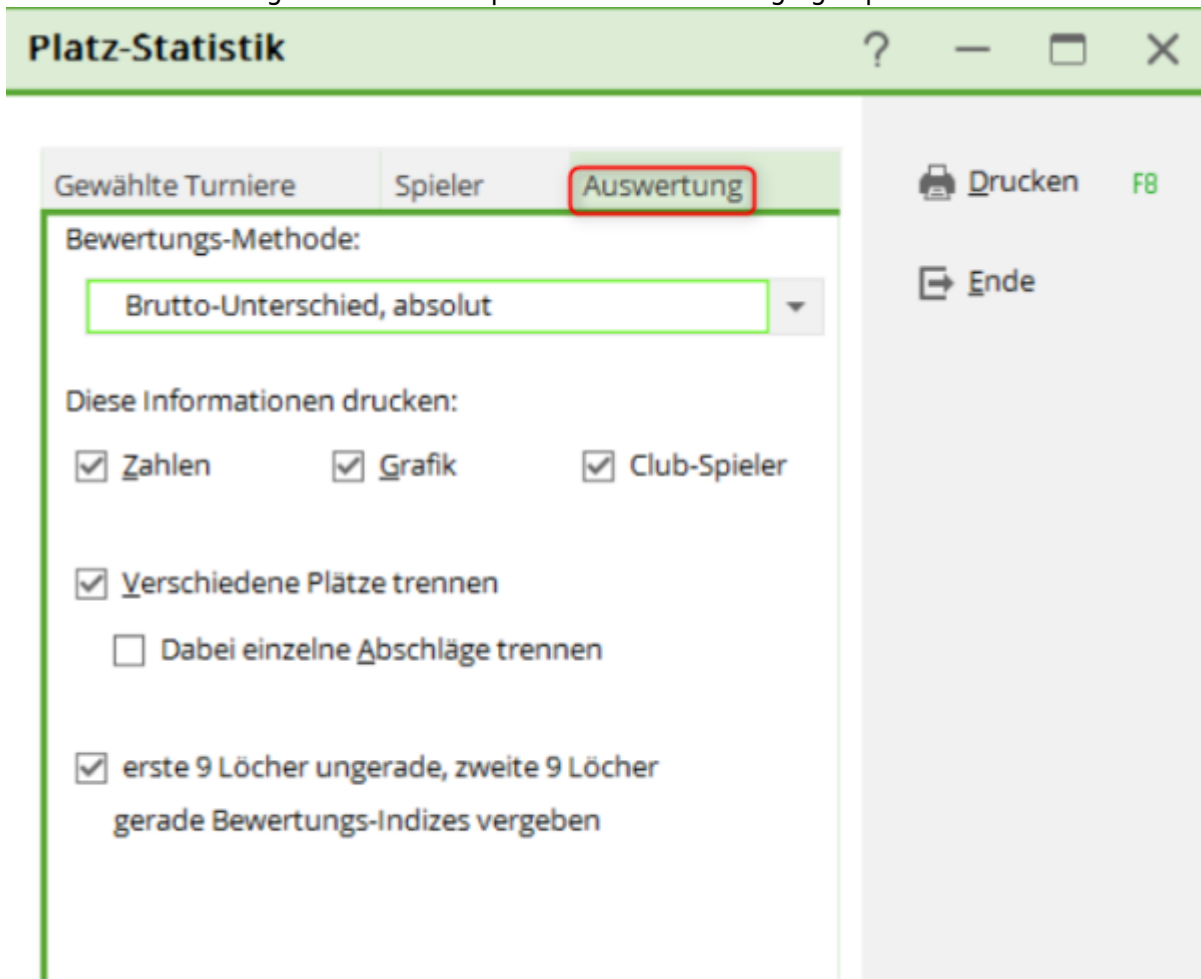 Platz-Statistik
Gewählte Turniere Spieler Auswertung
Drucken F8
Bewertungs-Methode:
Ende
Brutto-Unterschied, absolut
Diese Informationen drucken:
Zahlen Grafik Club-Spieler
Verschiedene Plätze trennen
Dabei einzelne Abschläge trennen
erste 9 Löcher ungerade, zweite 9 Löcher
gerade Bewertungs-Indizes vergeben